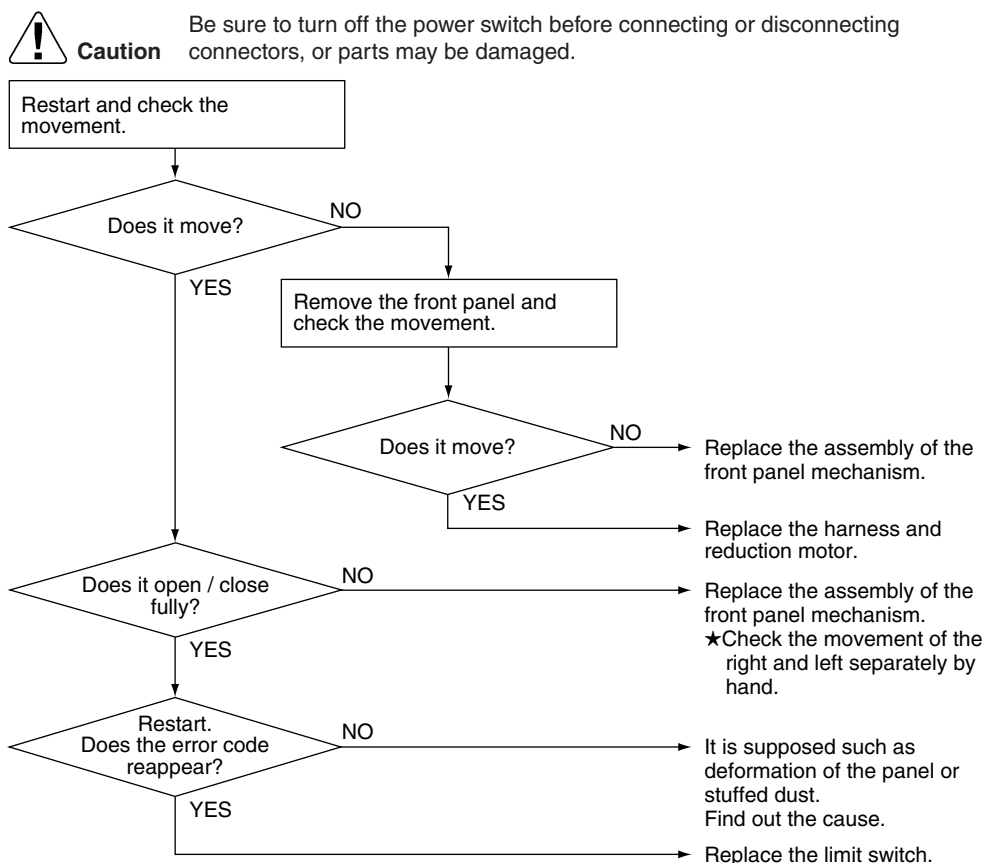 Be sure to turn off the power switch before connecting or disconnecting
Caution connectors, or parts may be damaged.
Restart and check the
movement.
Does it move?
NO
YES
Remove the front panel and
check the movement.
Does it move?
NO
Replace the assembly of the
front panel mechanism.
YES
Replace the harness and
reduction motor.
Does it open / close
fully?
NO
Replace the assembly of the
front panel mechanism.
★Check the movement of the
right and left separately by
hand.
YES
Restart.
Does the error code
reappear?
NO
It is supposed such as
deformation of the panel or
stuffed dust.
Find out the cause.
YES
Replace the limit switch.